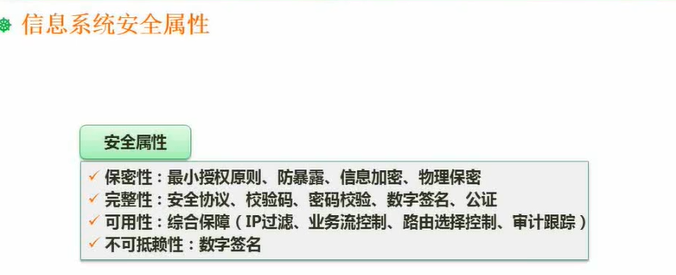 信息系统安全属性
安全属性
保密性：最小授权原则、防暴露、信息加密、物理保密
完整性：安全协议、校验码、密码校验、数字签名、公证
可用性：综合保障（IP过滤、业务流控制、路由选择控制、审计跟踪）
不可抵赖性：数字签名